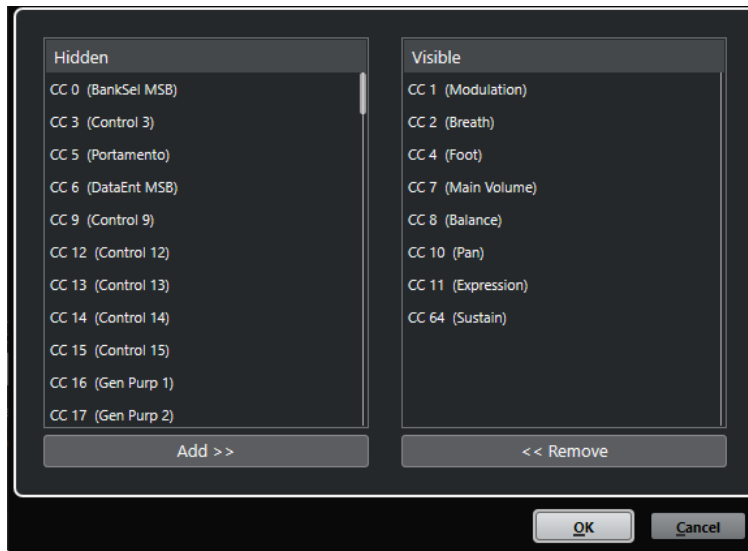 Hidden
CC 0 (BankSel MSB)
CC 3 (Control 3)
CC 5 (Portamento)
CC 6 (DataEnt MSB)
CC 9 (Control 9)
CC 12 (Control 12)
CC 13 (Control 13)
CC 14 (Control 14)
CC 15 (Control 15)
CC 16 (Gen Purp 1)
CC 17 (Gen Purp 2)
Add >>
Visible
CC 1 (Modulation)
CC 2 (Breath)
CC 4 (Foot)
CC 7 (Main Volume)
CC 8 (Balance)
CC 10 (Pan)
CC 11 (Expression)
CC 64 (Sustain)
<< Remove
OK
Cancel